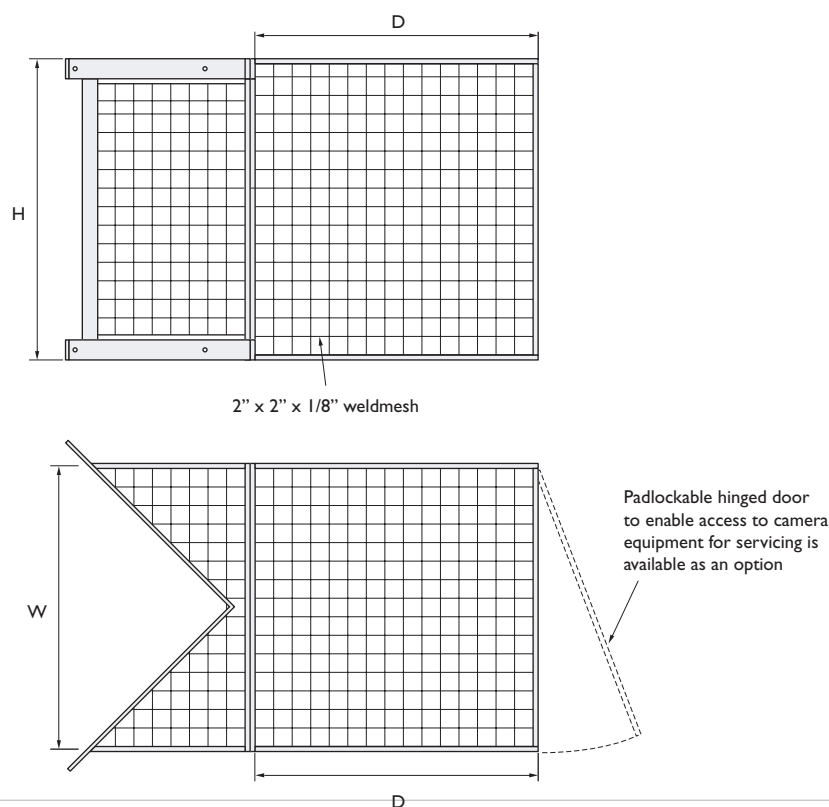 D
H
2” x 2” x 1/8” weldmesh
Padlockable hinged door
to enable access to camera
equipment for servicing is
available as an option
W
D